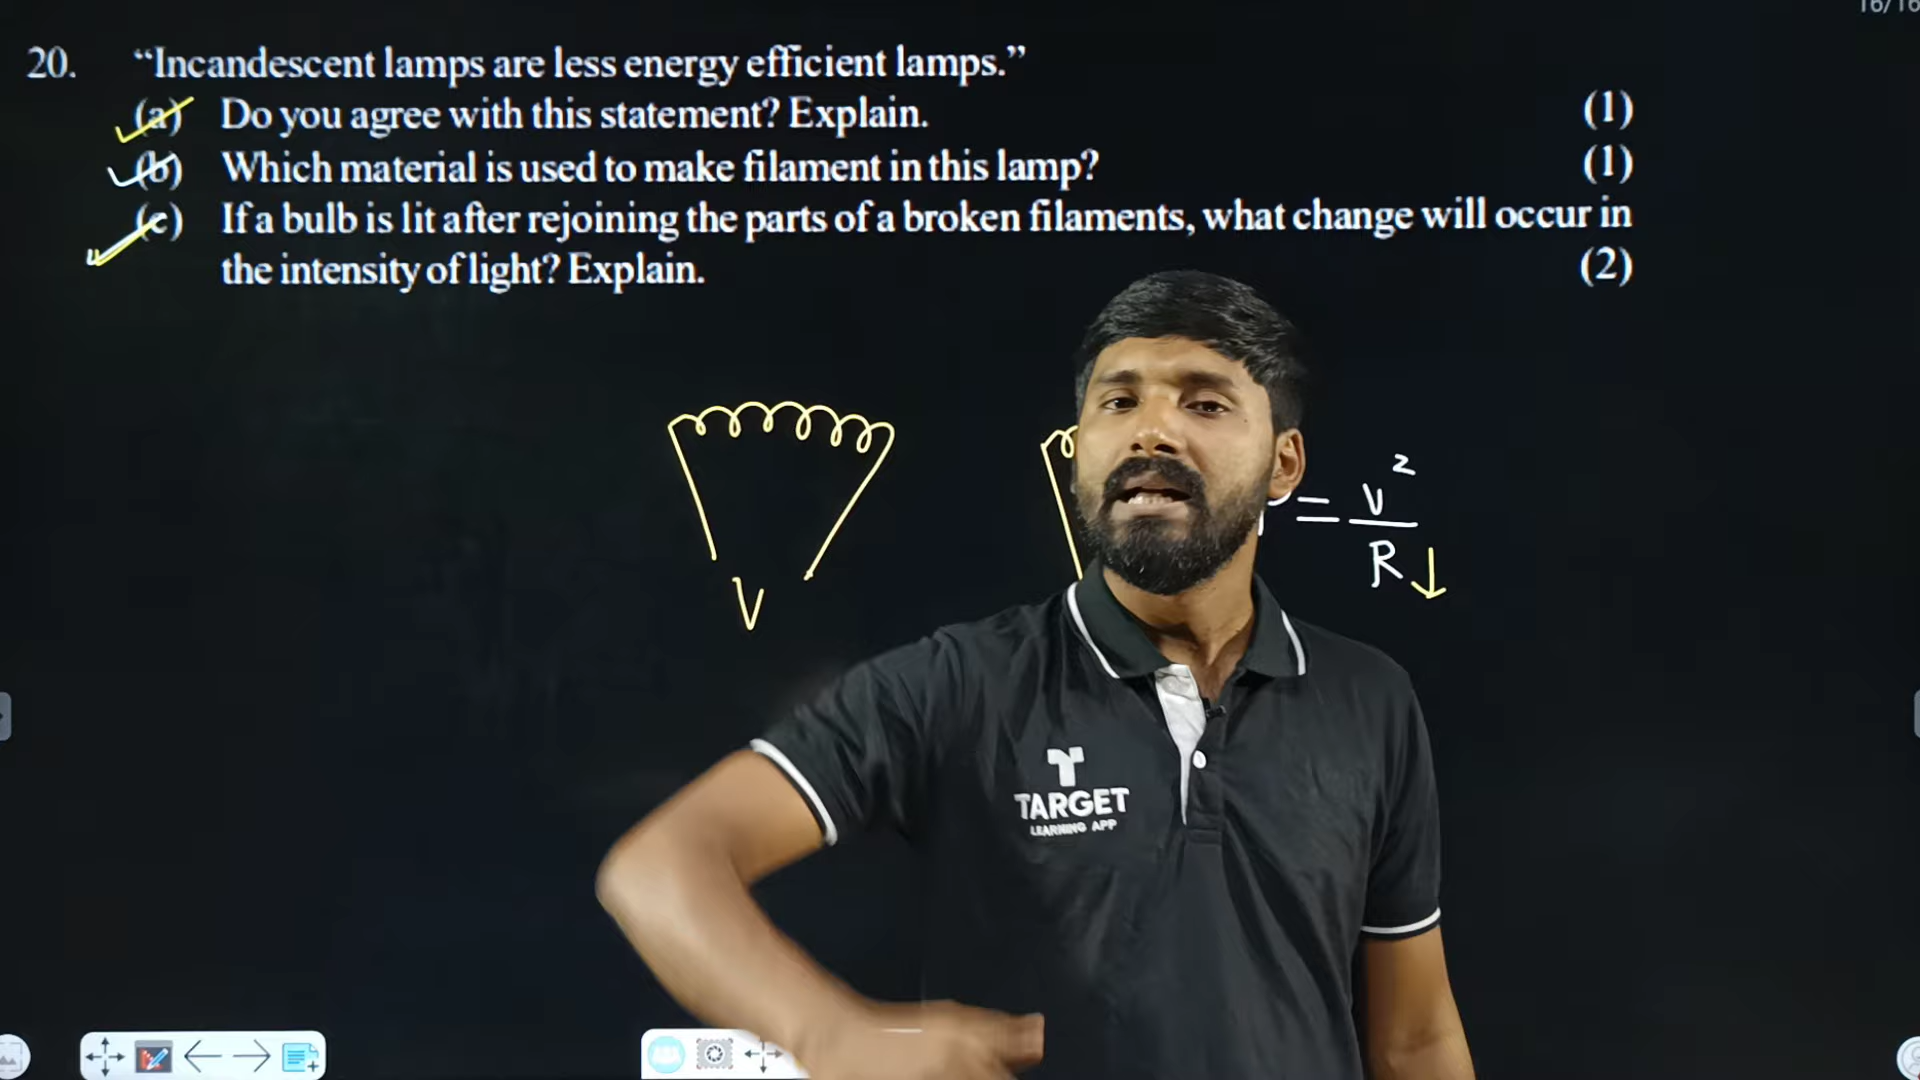 16/16
20. “Incandescent lamps are less energy efficient lamps.”
(a) Do you agree with this statement? Explain. (1)
(b) Which material is used to make filament in this lamp? (1)
(c) If a bulb is lit after rejoining the parts of a broken filaments, what change will occur in
the intensity of light? Explain. (2)
= V²
R ↓
V
TARGET
LEARNING APP